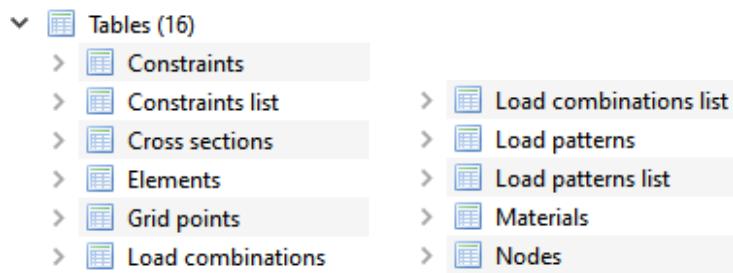 Tables (16)
Constraints
Constraints list
Cross sections
Elements
Grid points
Load combinations
Load combinations list
Load patterns
Load patterns list
Materials
Nodes